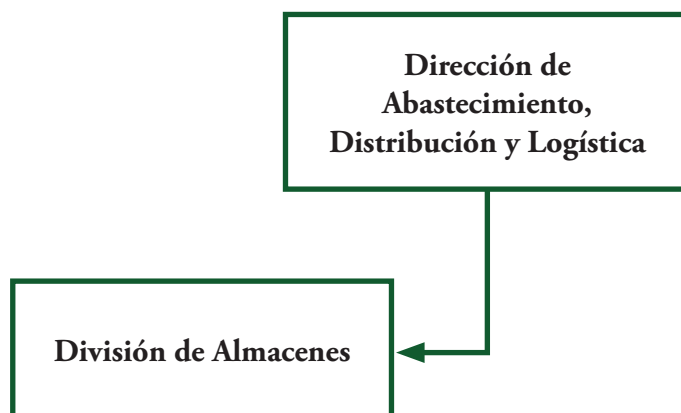 Dirección de
Abastecimiento,
Distribución y Logística
División de Almacenes